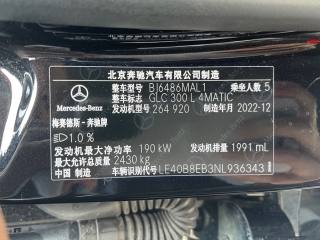 北京奔驰汽车有限公司制造
整车型号 BJ6486MAL1 乘坐人数 5
整车标志 GLC 300 L 4MATIC
Mercedes-Benz 发动机型号 264 920 制造年月 2022-12
梅赛德斯-奔驰牌
1.0 %
发动机最大净功率 190 kW 发动机排量 1991 mL
最大允许总质量 2430 kg
车辆识别代号 LE40B8EB3NL936343